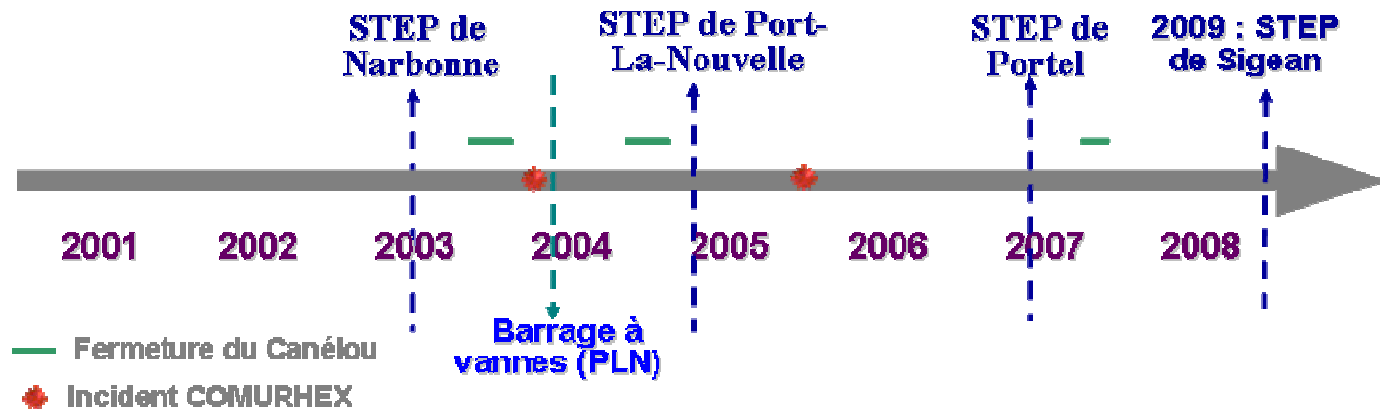 STEP de
Narbonne
STEP de Port-
La-Nouvelle
STEP de
Portel
2009 : STEP
de Sigean
2001 2002 2003 2004 2005 2006 2007 2008
Barrage à
vannes (PLN)
Fermeture du Canélou
Incident COMURHEX